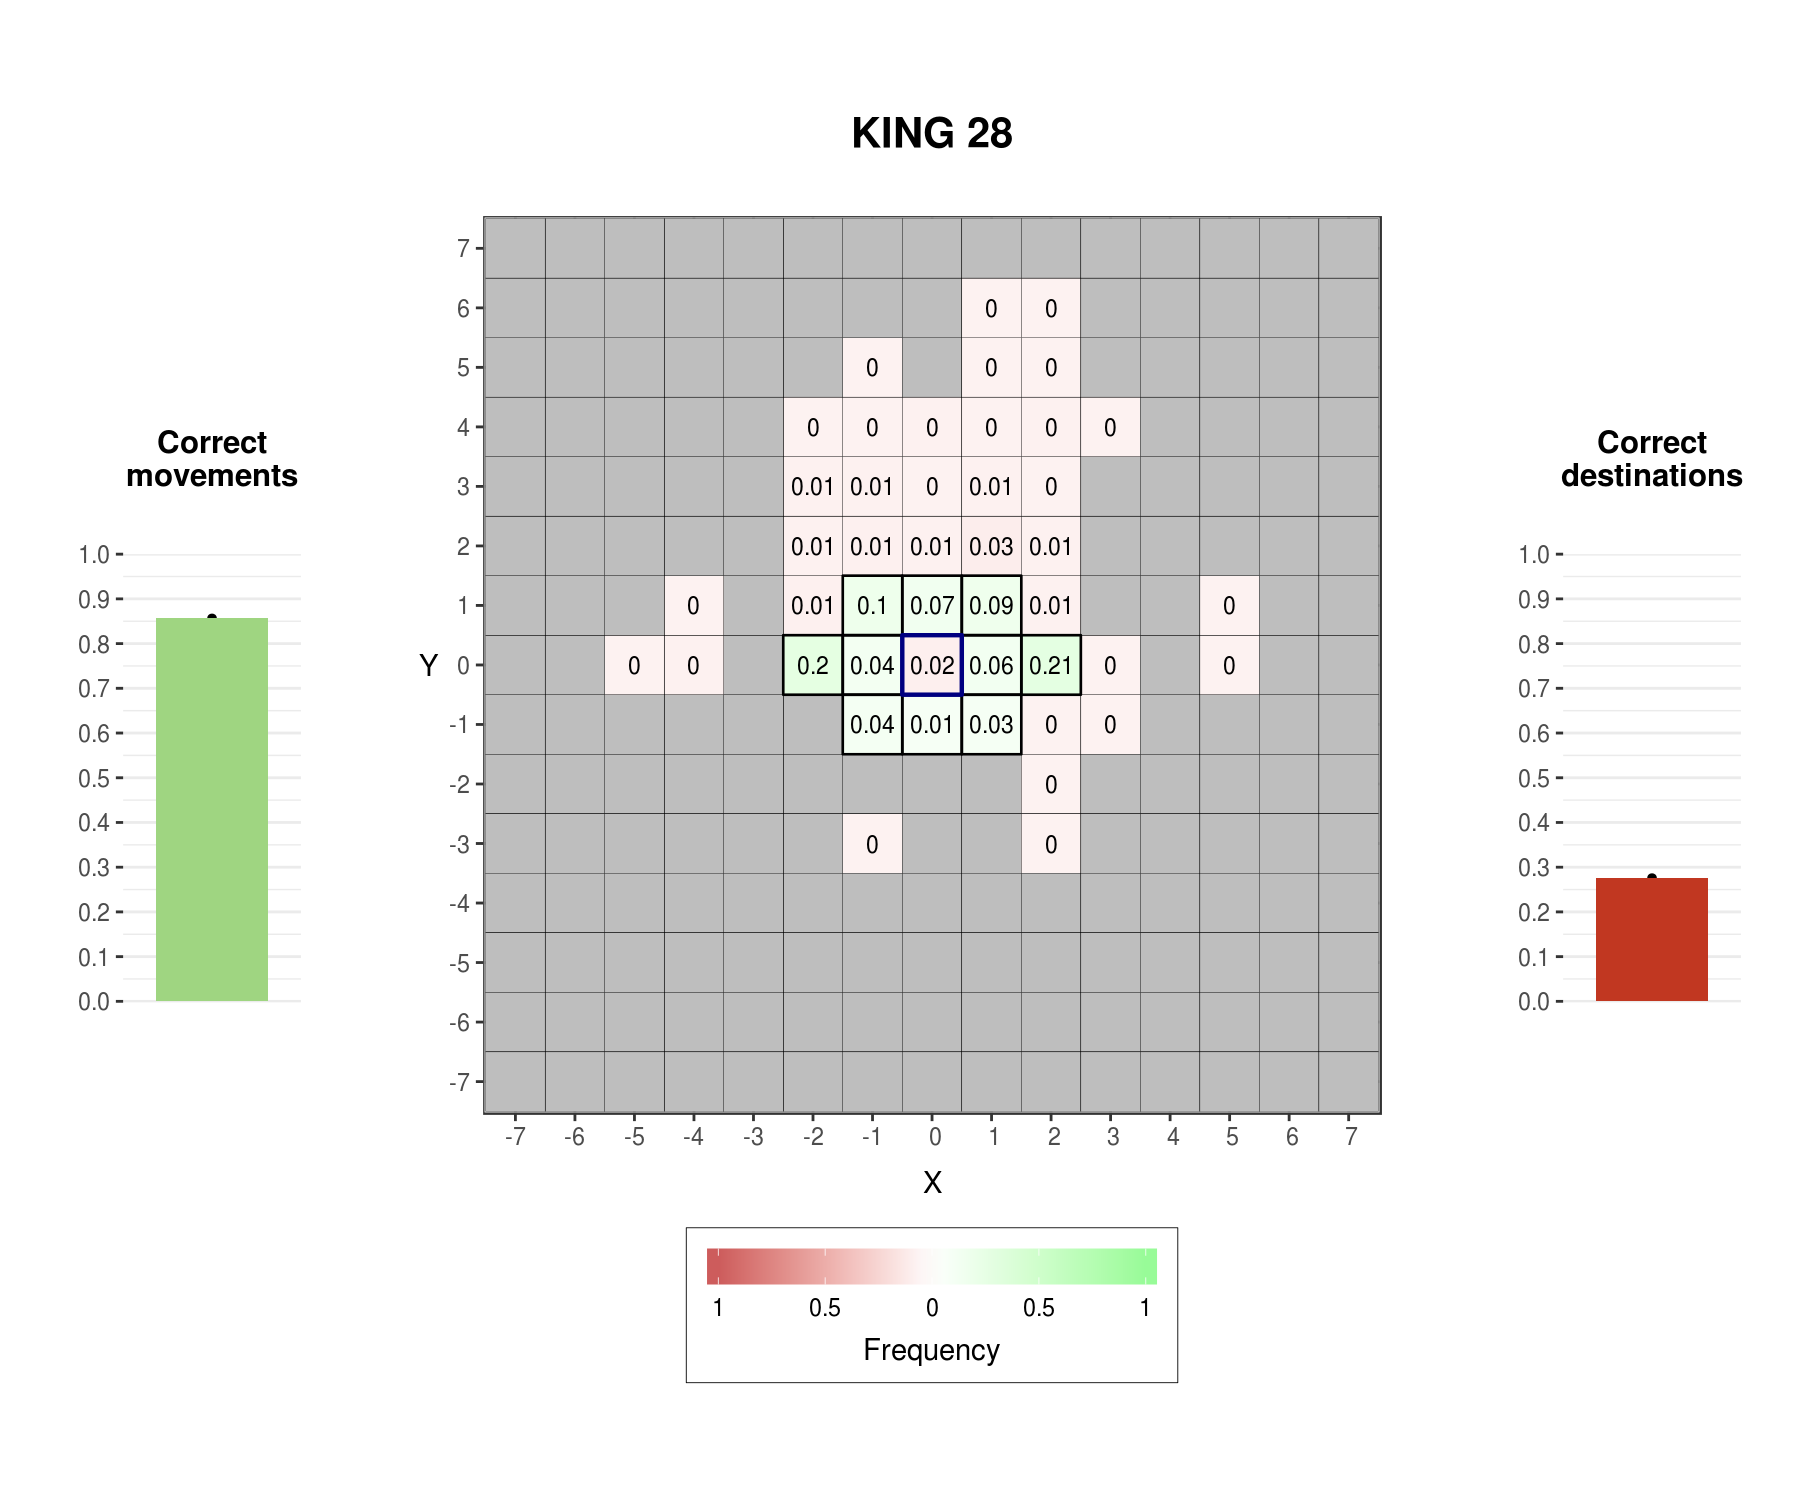 KING 28
Correct
movements
1.0
0.9
0.8
0.7
0.6
0.5
0.4
0.3
0.2
0.1
0.0
Y
7
6 0 0
5 0 0 0
4 0 0 0 0 0 0
3 0.01 0.01 0 0.01 0
2 0.01 0.01 0.01 0.03 0.01
1 0 0.01 0.1 0.07 0.09 0.01 0
0 0 0 0.2 0.04 0.02 0.06 0.21 0 0
-1 0.04 0.01 0.03 0 0
-2 0
-3 0 0
-4
-5
-6
-7
-7 -6 -5 -4 -3 -2 -1 0 1 2 3 4 5 6 7
X
1 0.5 0 0.5 1
Frequency
Correct
destinations
1.0
0.9
0.8
0.7
0.6
0.5
0.4
0.3
0.2
0.1
0.0